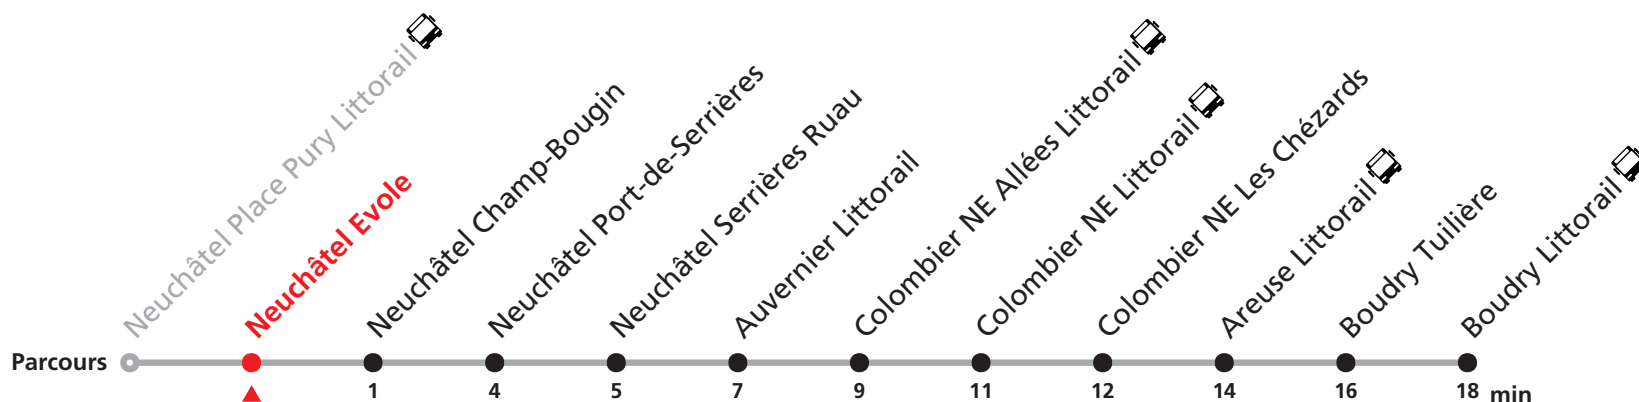 Neuchâtel Place Pury Littorail
Neuchâtel Evole
Neuchâtel Champ-Bougin
Neuchâtel Port-de-Serrières
Neuchâtel Serrières Ruau
Auvernier Littorail
Colombier NE Allées Littorail
Colombier NE Littorail
Colombier NE Les Chézards
Areuse Littorail
Boudry Tuilière
Boudry Littorail
Parcours
1 4 5 7 9 11 12 14 16 18 min